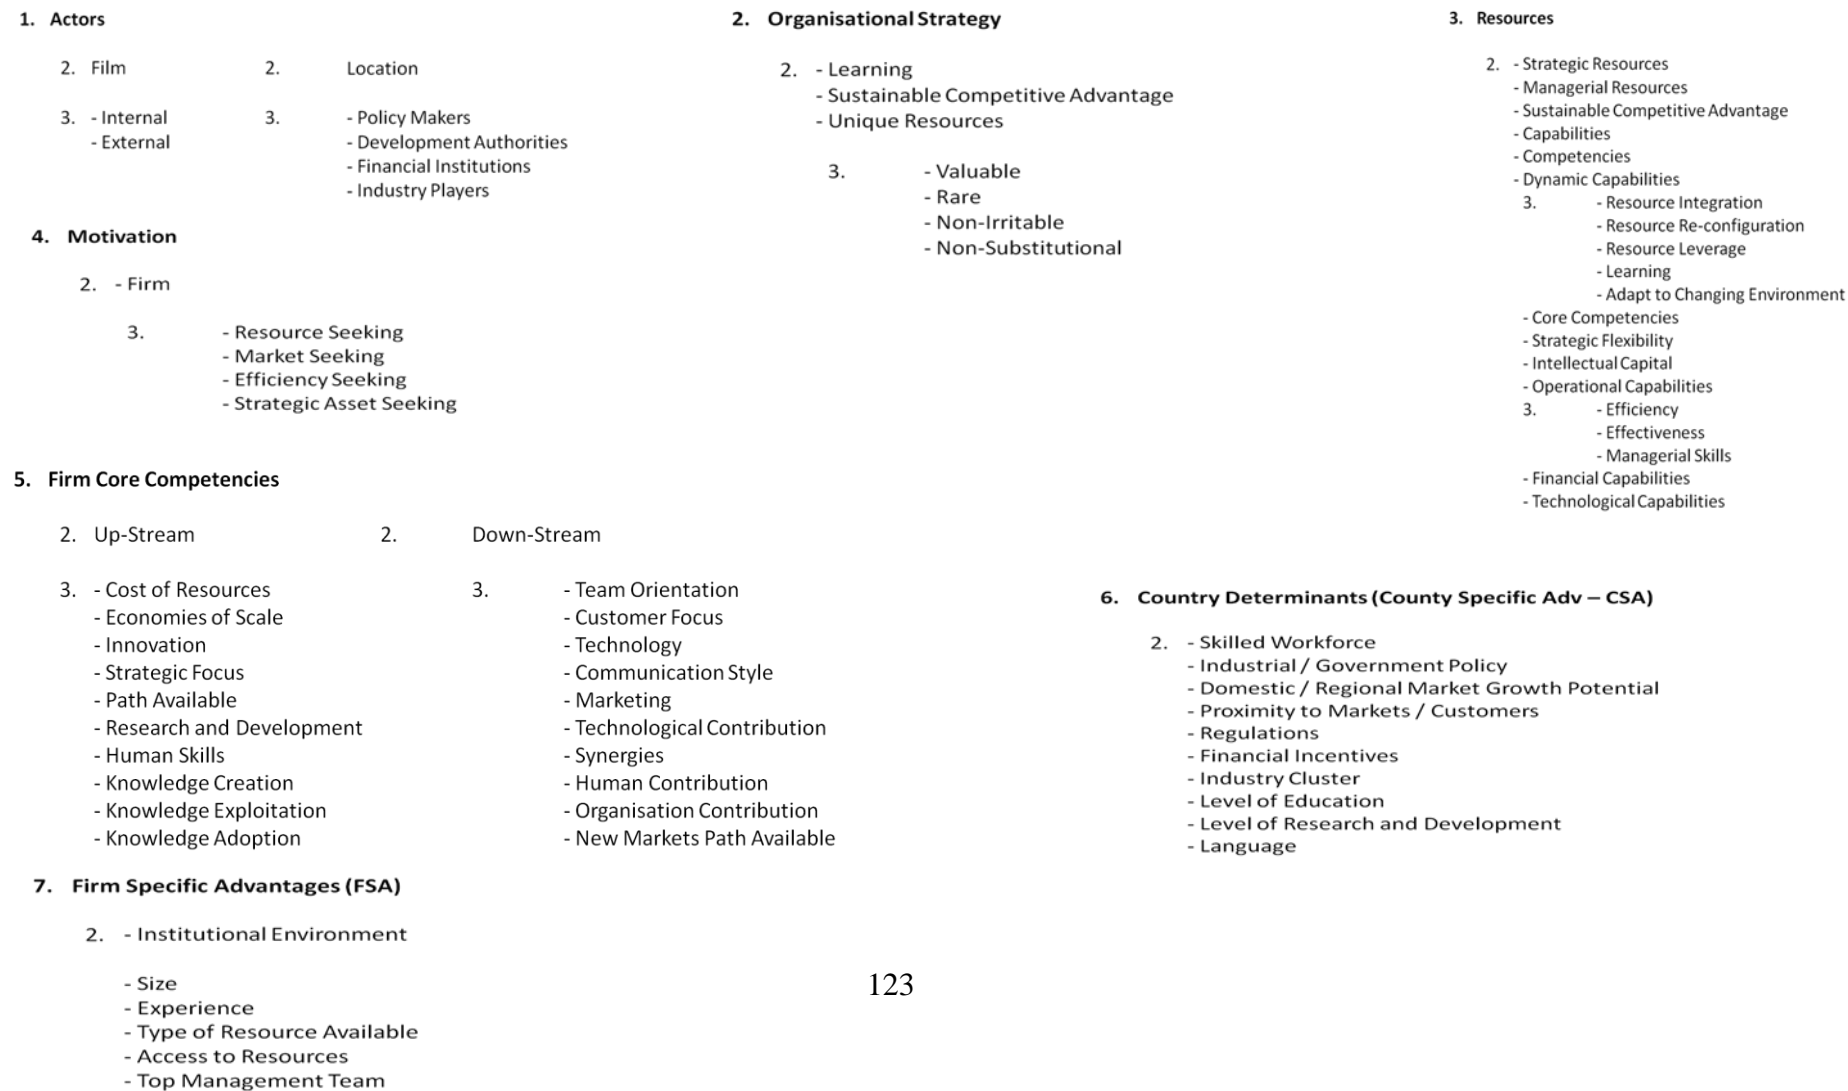 1. Actors
2. Film 2. Location
3. - Internal 3. - Policy Makers
- External - Development Authorities
- Financial Institutions
- Industry Players
2. Organisational Strategy
2. - Learning
- Sustainable Competitive Advantage
- Unique Resources
3. - Valuable
- Rare
- Non-Irritable
- Non-Substitutional
3. Resources
2. - Strategic Resources
- Managerial Resources
- Sustainable Competitive Advantage
- Capabilities
- Competencies
- Dynamic Capabilities
3. - Resource Integration
- Resource Re-configuration
- Resource Leverage
- Learning
- Adapt to Changing Environment
- Core Competencies
- Strategic Flexibility
- Intellectual Capital
- Operational Capabilities
3. - Efficiency
- Effectiveness
- Managerial Skills
- Financial Capabilities
- Technological Capabilities
4. Motivation
2. - Firm
3. - Resource Seeking
- Market Seeking
- Efficiency Seeking
- Strategic Asset Seeking
5. Firm Core Competencies
2. Up-Stream 2. Down-Stream
3. - Cost of Resources 3. - Team Orientation
- Economies of Scale - Customer Focus
- Innovation - Technology
- Strategic Focus - Communication Style
- Path Available - Marketing
- Research and Development - Technological Contribution
- Human Skills - Synergies
- Knowledge Creation - Human Contribution
- Knowledge Exploitation - Organisation Contribution
- Knowledge Adoption - New Markets Path Available
6. Country Determinants (County Specific Adv – CSA)
2. - Skilled Workforce
- Industrial / Government Policy
- Domestic / Regional Market Growth Potential
- Proximity to Markets / Customers
- Regulations
- Financial Incentives
- Industry Cluster
- Level of Education
- Level of Research and Development
- Language
7. Firm Specific Advantages (FSA)
2. - Institutional Environment
- Size
- Experience
- Type of Resource Available
- Access to Resources
- Top Management Team
123